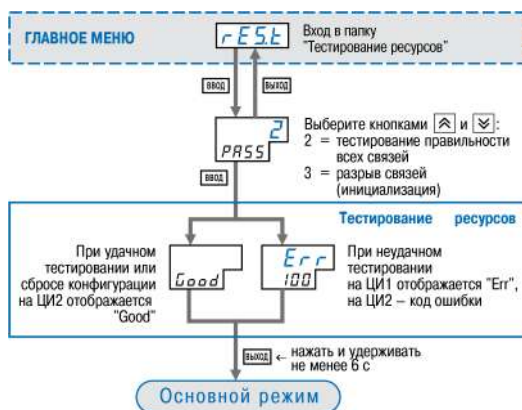 ГЛАВНОЕ МЕНЮ
rES.t
Вход в папку
"Тестирование ресурсов"
ВВОД
ВЫХОД
2
PASS
Выберите кнопками и :
2 = тестирование правильности
всех связей
3 = разрыв связей
(инициализация)
ВВОД
Тестирование ресурсов
При удачном
тестировании или
сбросе конфигурации
на ЦИ2 отображается
"Good"
Good
Err
100
При неудачном
тестировании
на ЦИ1 отображается "Err",
на ЦИ2 – код ошибки
ВЫХОД ← нажать и удерживать
не менее 6 с
Основной режим